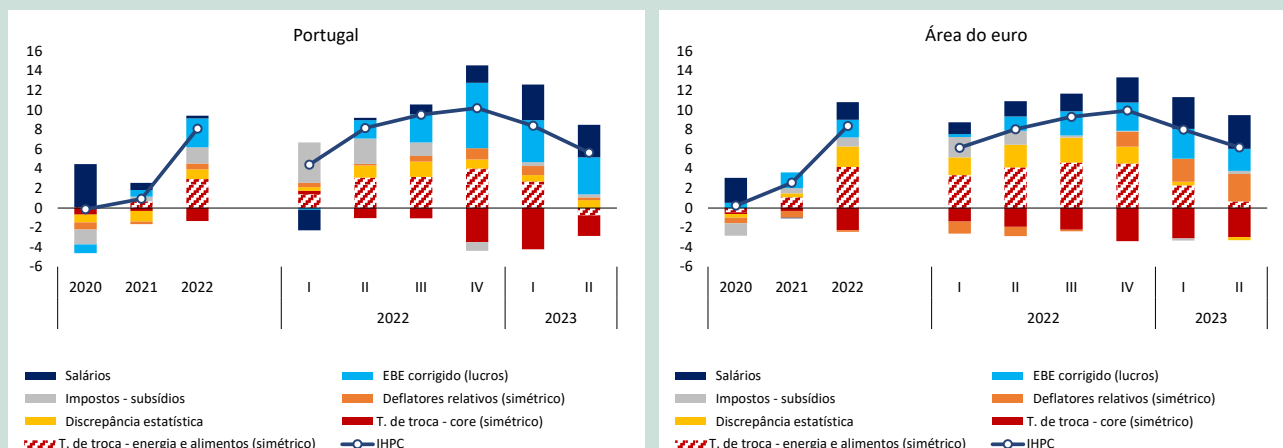 Portugal
16
14
12
10
8
6
4
2
0
-2
-4
-6
2020 2021 2022 I II III IV I II
2022 2023
Salários EBE corrigido (lucros)
Impostos - subsídios Deflatores relativos (simétrico)
Discrepância estatística T. de troca - core (simétrico)
T. de troca - energia e alimentos (simétrico) IHPC
Área do euro
16
14
12
10
8
6
4
2
0
-2
-4
-6
2020 2021 2022 I II III IV I II
2022 2023
Salários EBE corrigido (lucros)
Impostos - subsídios Deflatores relativos (simétrico)
Discrepância estatística T. de troca - core (simétrico)
T. de troca - energia e alimentos (simétrico) IHPC